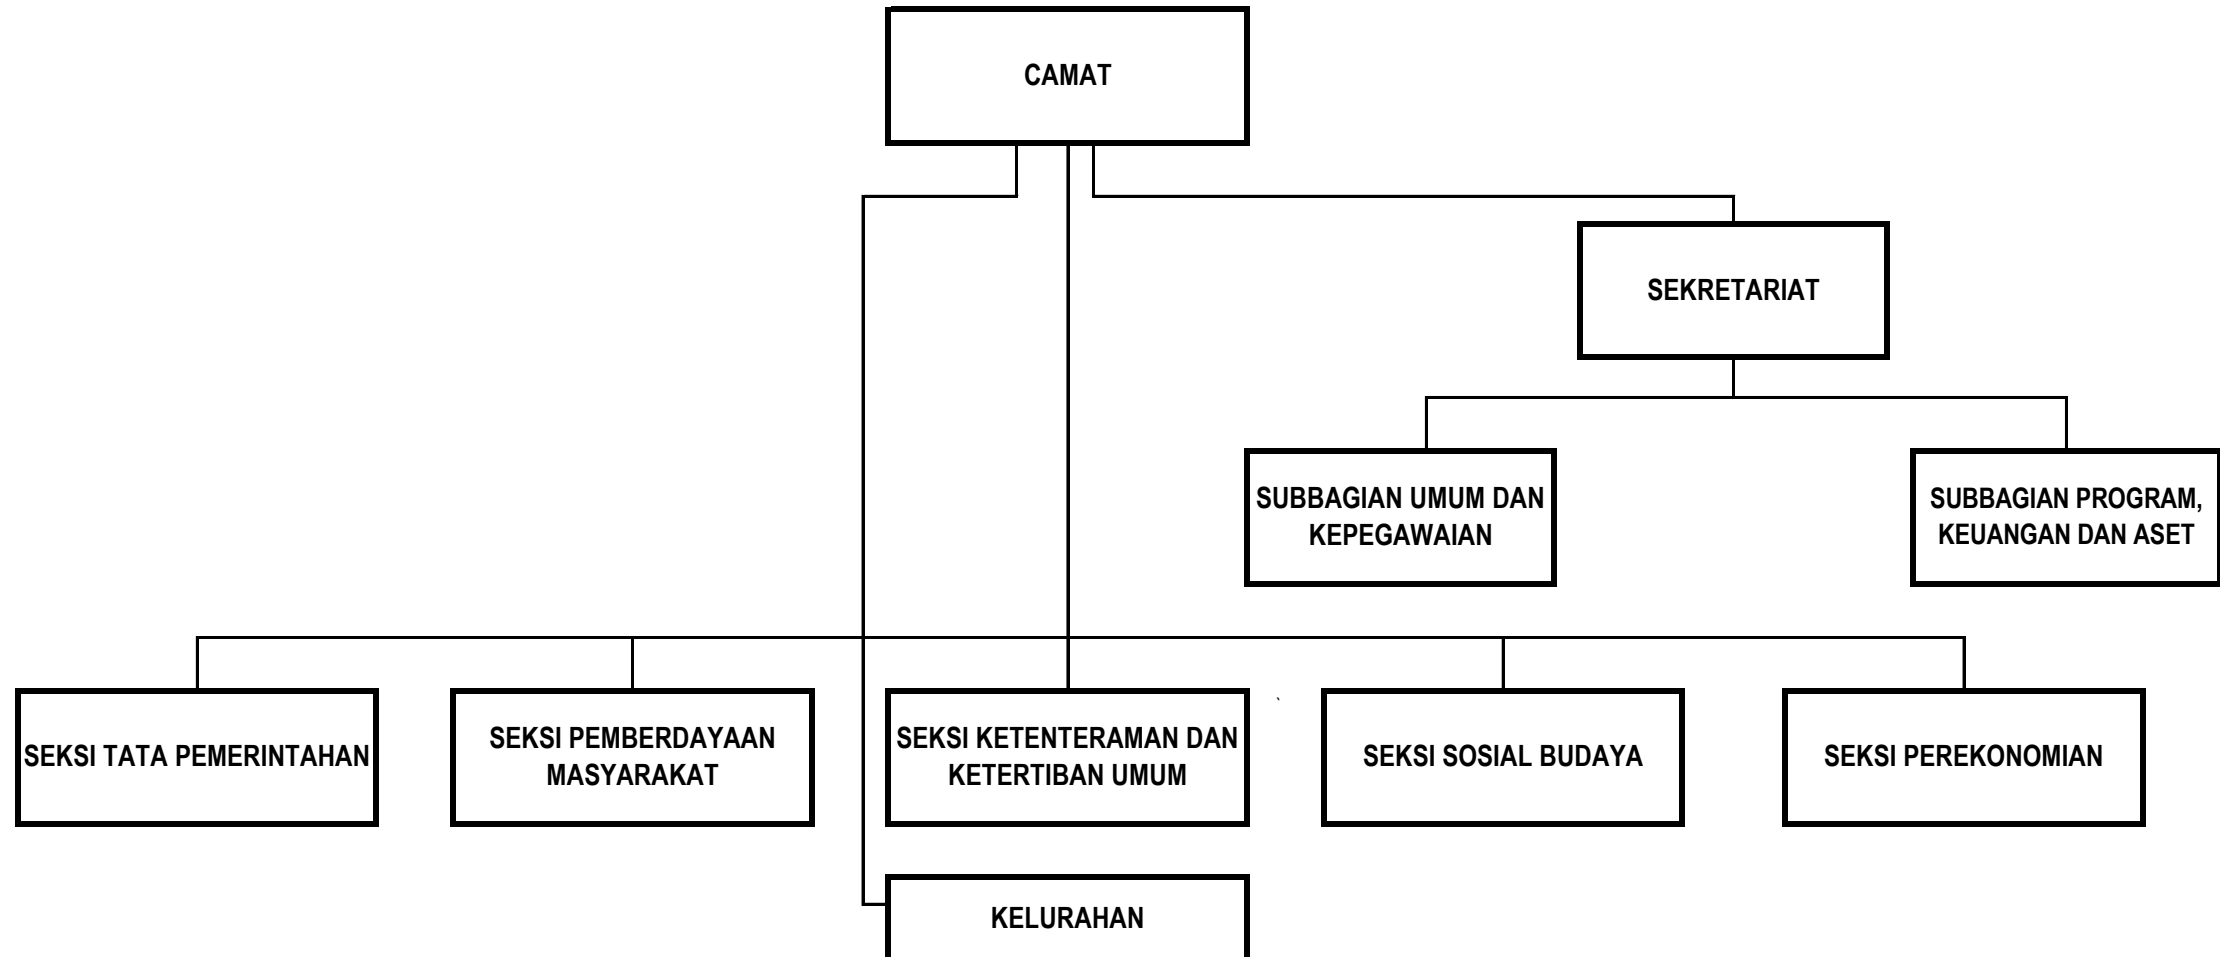 CAMAT
SEKRETARIAT
SUBBAGIAN UMUM DAN
KEPEGAWAIAN
SUBBAGIAN PROGRAM,
KEUANGAN DAN ASET
SEKSI TATA PEMERINTAHAN
SEKSI PEMBERDAYAAN
MASYARAKAT
SEKSI KETENTERAMAN DAN
KETERTIBAN UMUM
SEKSI SOSIAL BUDAYA
SEKSI PEREKONOMIAN
KELURAHAN